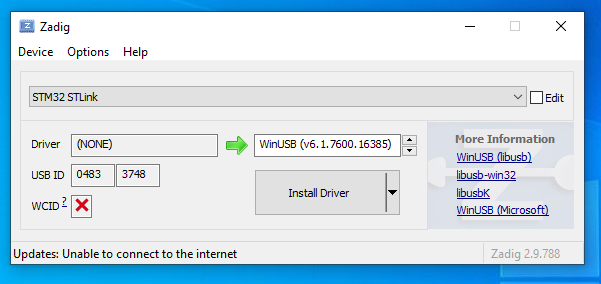 Zadig
Device Options Help
STM32 STLink Edit
Driver (NONE) WinUSB (v6.1.7600.16385)
USB ID 0483 3748
WCID ?
Install Driver
More Information
WinUSB (libusb)
libusb-win32
libusbK
WinUSB (Microsoft)
Updates: Unable to connect to the internet Zadig 2.9.788